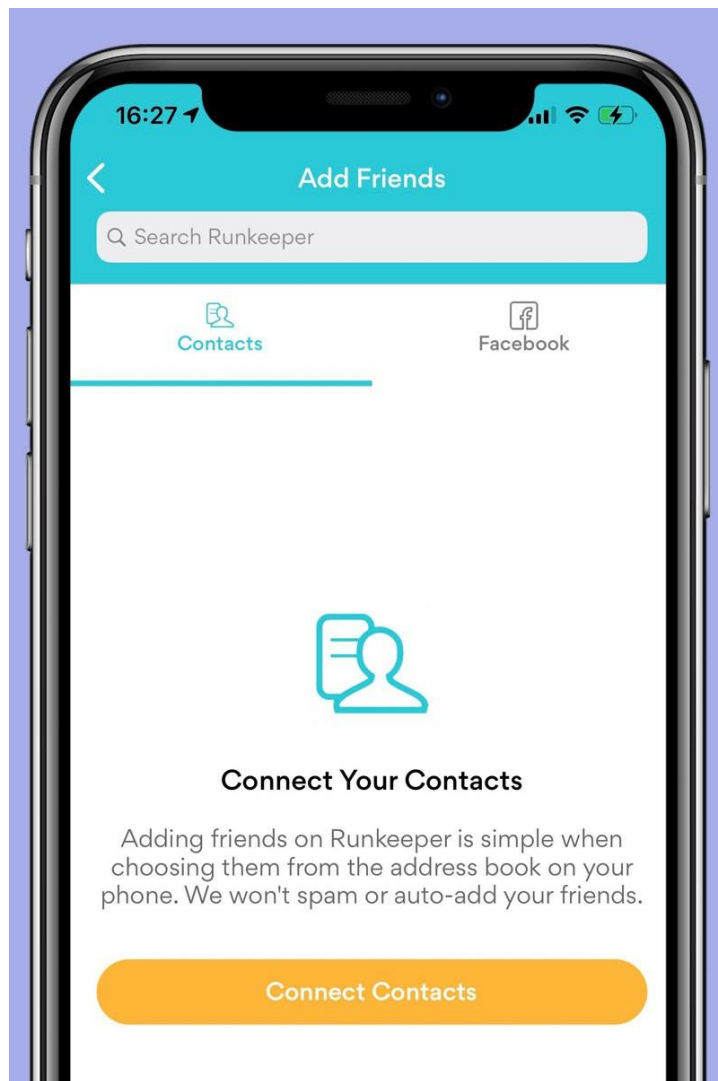 16:27
Add Friends
Search Runkeeper
Contacts
Facebook
Connect Your Contacts
Adding friends on Runkeeper is simple when
choosing them from the address book on your
phone. We won't spam or auto-add your friends.
Connect Contacts